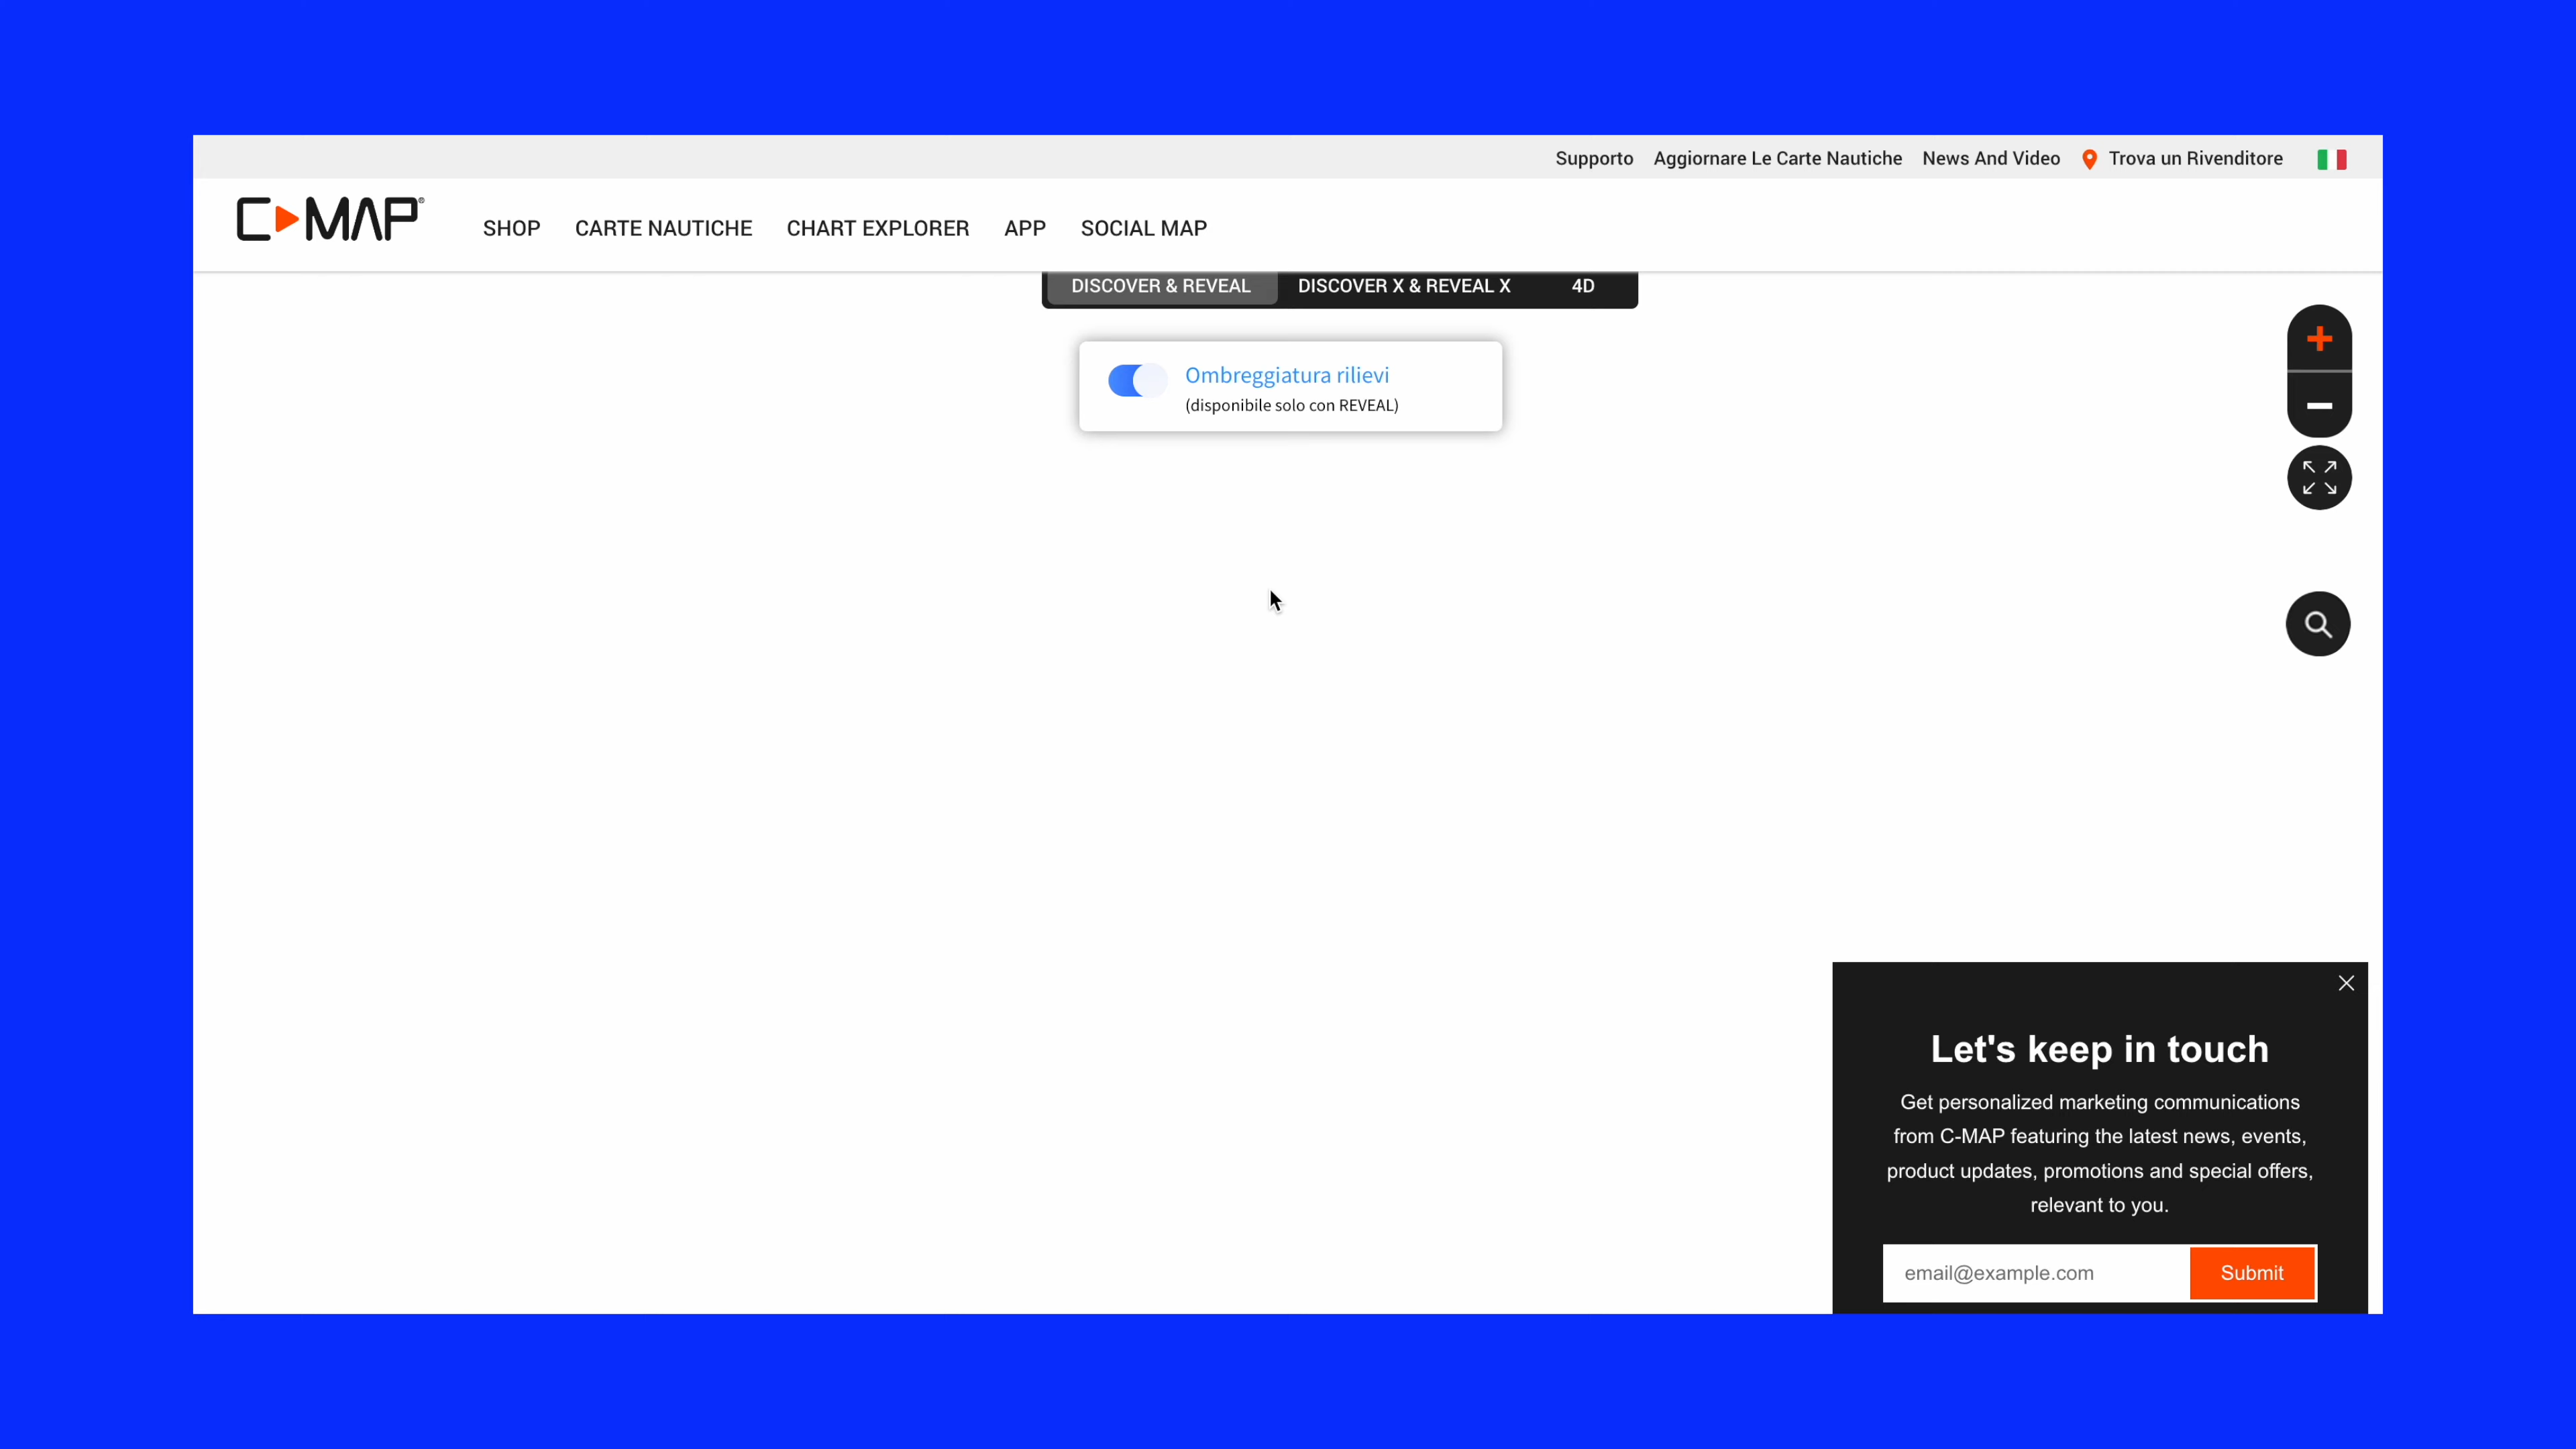 Supporto Aggiornare Le Carte Nautiche News And Video Trova un Rivenditore
C-MAP®
SHOP CARTE NAUTICHE CHART EXPLORER APP SOCIAL MAP
DISCOVER & REVEAL DISCOVER X & REVEAL X 4D
Ombreggiatura rilievi
(disponibile solo con REVEAL)
Let's keep in touch
Get personalized marketing communications
from C-MAP featuring the latest news, events,
product updates, promotions and special offers,
relevant to you.
email@example.com Submit